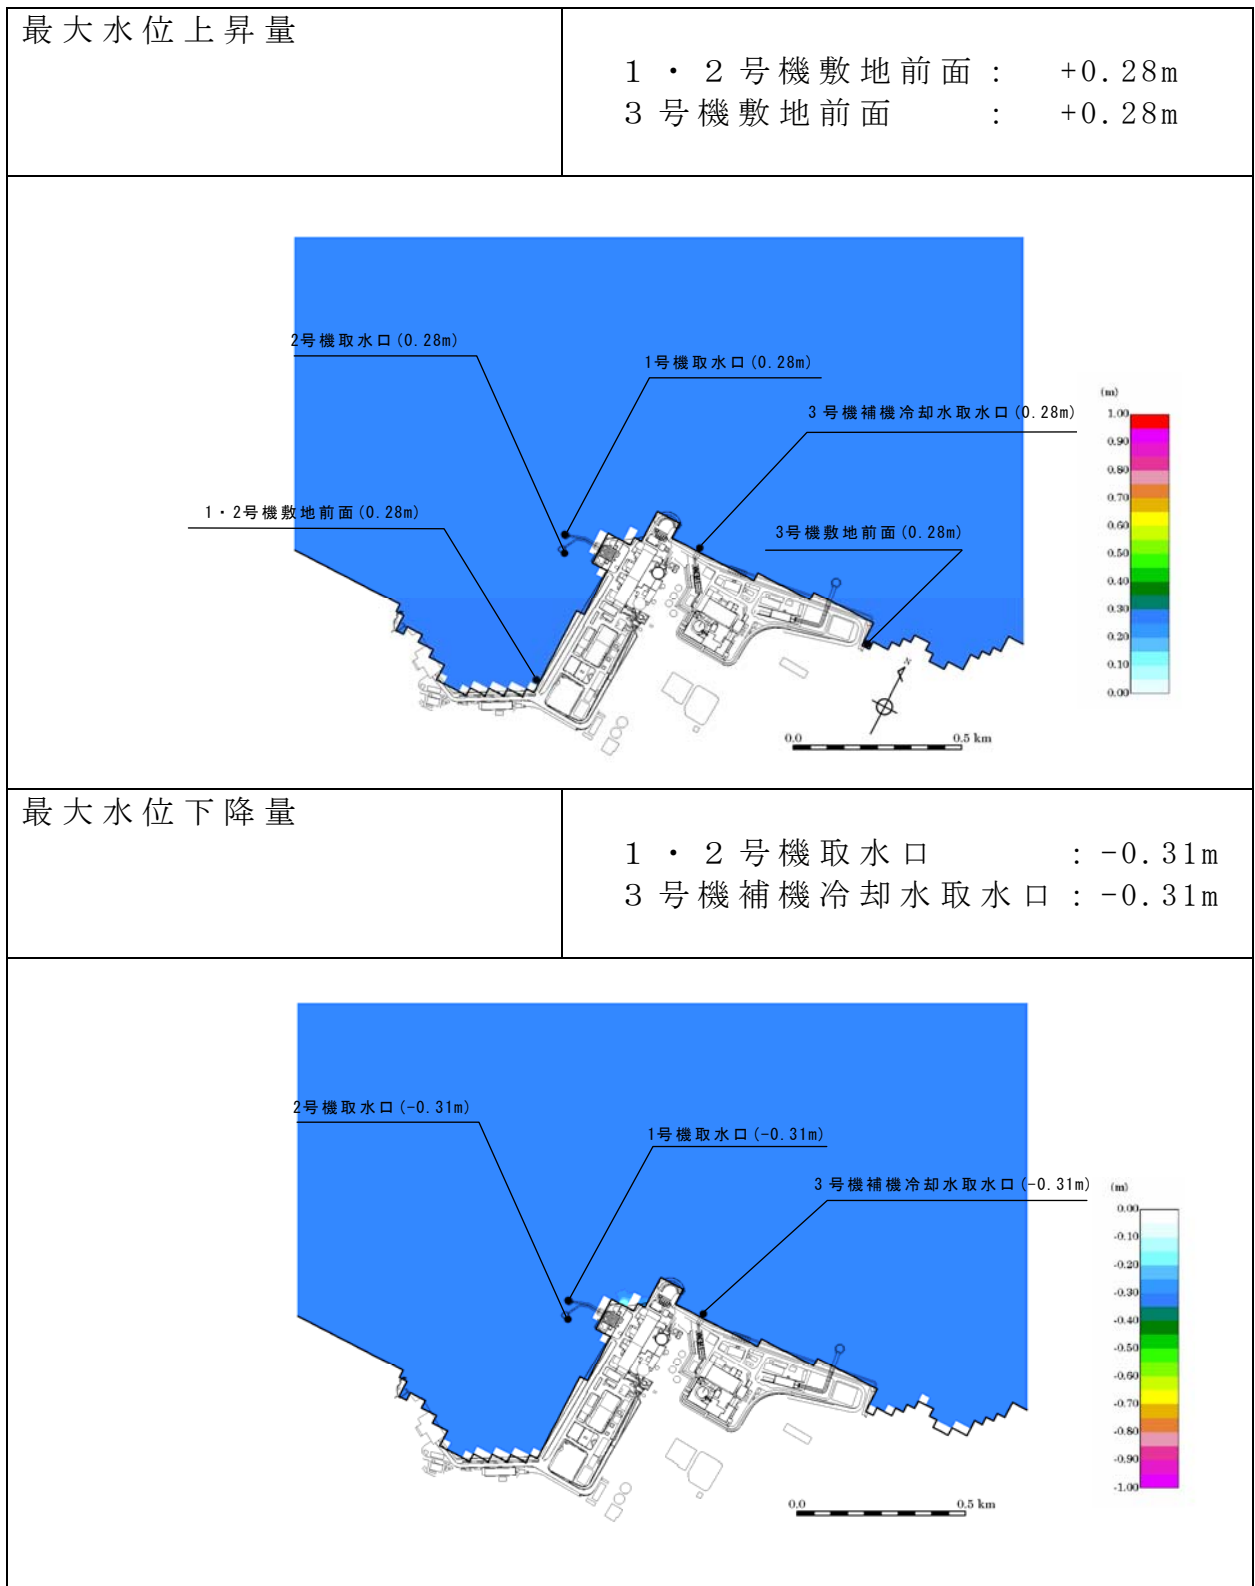 最大水位上昇量
１・２号機敷地前面： +0.28m
３号機敷地前面 ： +0.28m
2号機取水口(0.28m)
1号機取水口(0.28m)
3号機補機冷却水取水口(0.28m)
1・2号機敷地前面(0.28m)
3号機敷地前面(0.28m)
(m)
1.00
0.90
0.80
0.70
0.60
0.50
0.40
0.30
0.20
0.10
0.00
N
0.0 0.5 km
最大水位下降量
１・２号機取水口 ：-0.31m
３号機補機冷却水取水口：-0.31m
2号機取水口(-0.31m)
1号機取水口(-0.31m)
3号機補機冷却水取水口(-0.31m)
(m)
0.00
-0.10
-0.20
-0.30
-0.40
-0.50
-0.60
-0.70
-0.80
-0.90
-1.00
0.0 0.5 km